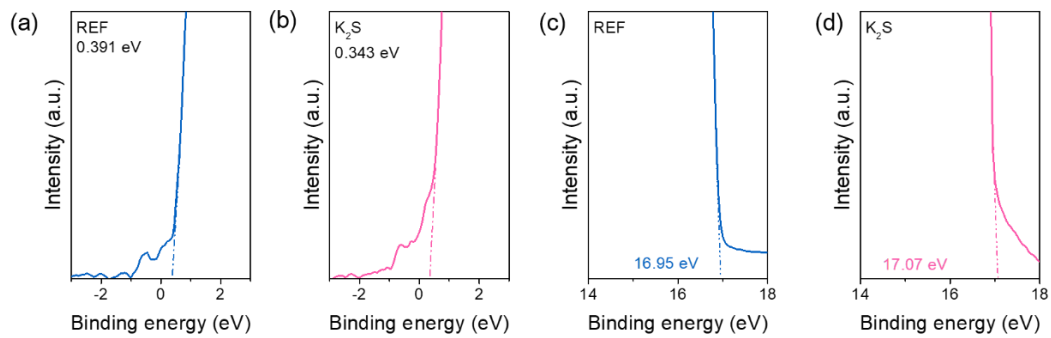 (a)
REF
0.391 eV
Intensity (a.u.)
-2 0 2
Binding energy (eV)
(b)
K₂S
0.343 eV
Intensity (a.u.)
-2 0 2
Binding energy (eV)
(c)
REF
Intensity (a.u.)
16.95 eV
14 16 18
Binding energy (eV)
(d)
K₂S
Intensity (a.u.)
17.07 eV
14 16 18
Binding energy (eV)